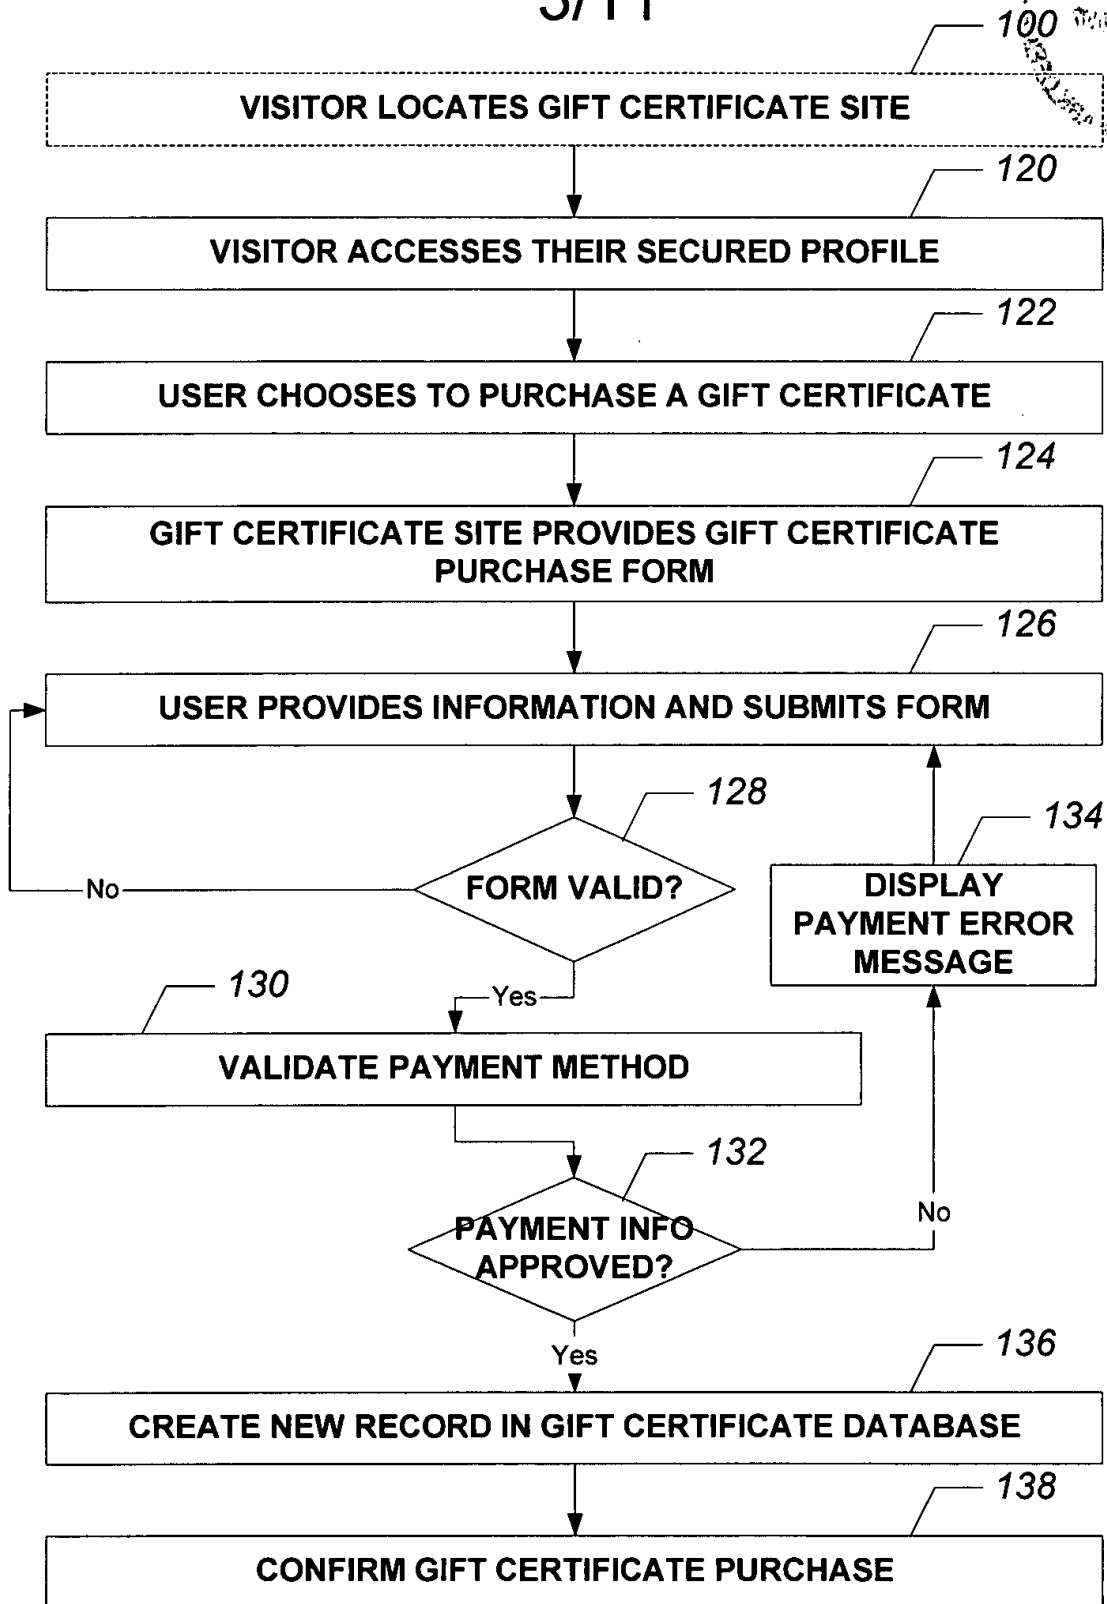 100
VISITOR LOCATES GIFT CERTIFICATE SITE
120
VISITOR ACCESSES THEIR SECURED PROFILE
122
USER CHOOSES TO PURCHASE A GIFT CERTIFICATE
124
GIFT CERTIFICATE SITE PROVIDES GIFT CERTIFICATE
PURCHASE FORM
126
USER PROVIDES INFORMATION AND SUBMITS FORM
128
FORM VALID?
No
134
DISPLAY
PAYMENT ERROR
MESSAGE
Yes
130
VALIDATE PAYMENT METHOD
132
PAYMENT INFO
APPROVED?
No
Yes
136
CREATE NEW RECORD IN GIFT CERTIFICATE DATABASE
138
CONFIRM GIFT CERTIFICATE PURCHASE